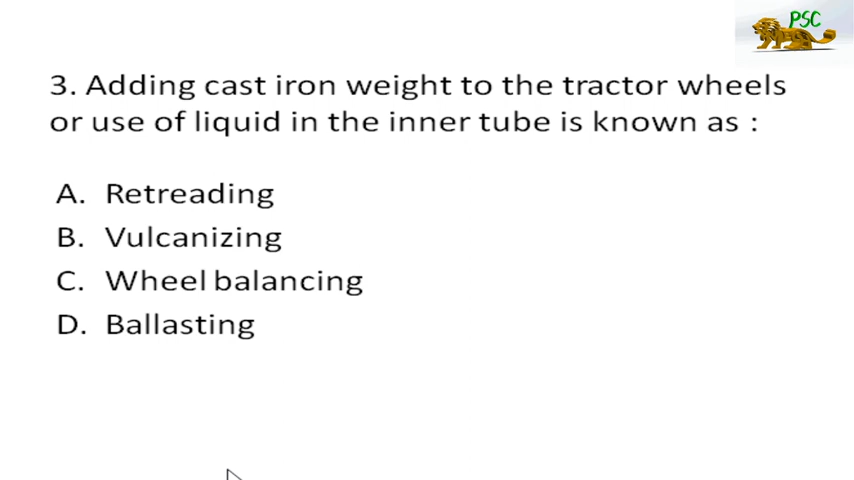 PSC
3. Adding cast iron weight to the tractor wheels
or use of liquid in the inner tube is known as :
A. Retreading
B. Vulcanizing
C. Wheel balancing
D. Ballasting